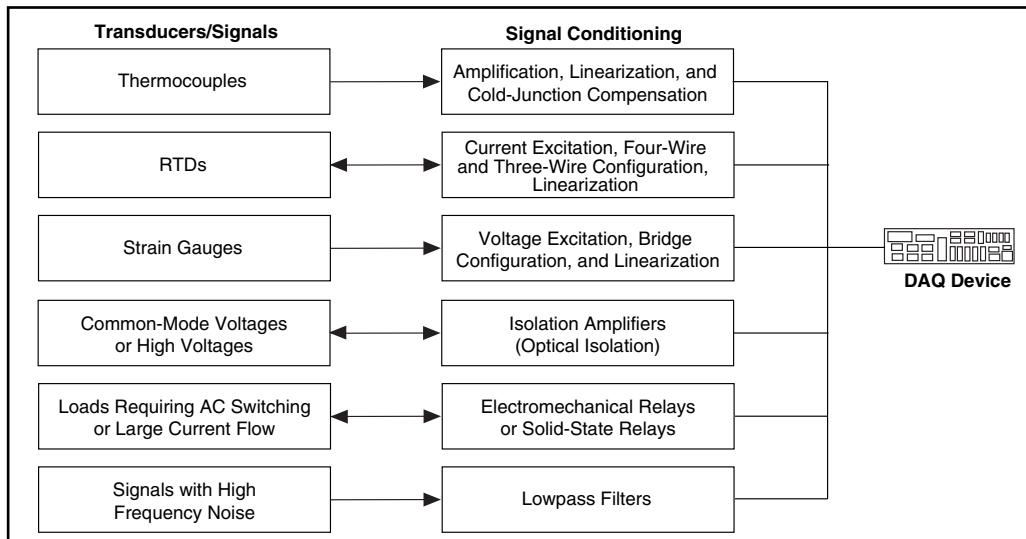 Transducers/Signals
Signal Conditioning
Thermocouples
Amplification, Linearization, and
Cold-Junction Compensation
RTDs
Current Excitation, Four-Wire
and Three-Wire Configuration,
Linearization
Strain Gauges
Voltage Excitation, Bridge
Configuration, and Linearization
DAQ Device
Common-Mode Voltages
or High Voltages
Isolation Amplifiers
(Optical Isolation)
Loads Requiring AC Switching
or Large Current Flow
Electromechanical Relays
or Solid-State Relays
Signals with High
Frequency Noise
Lowpass Filters